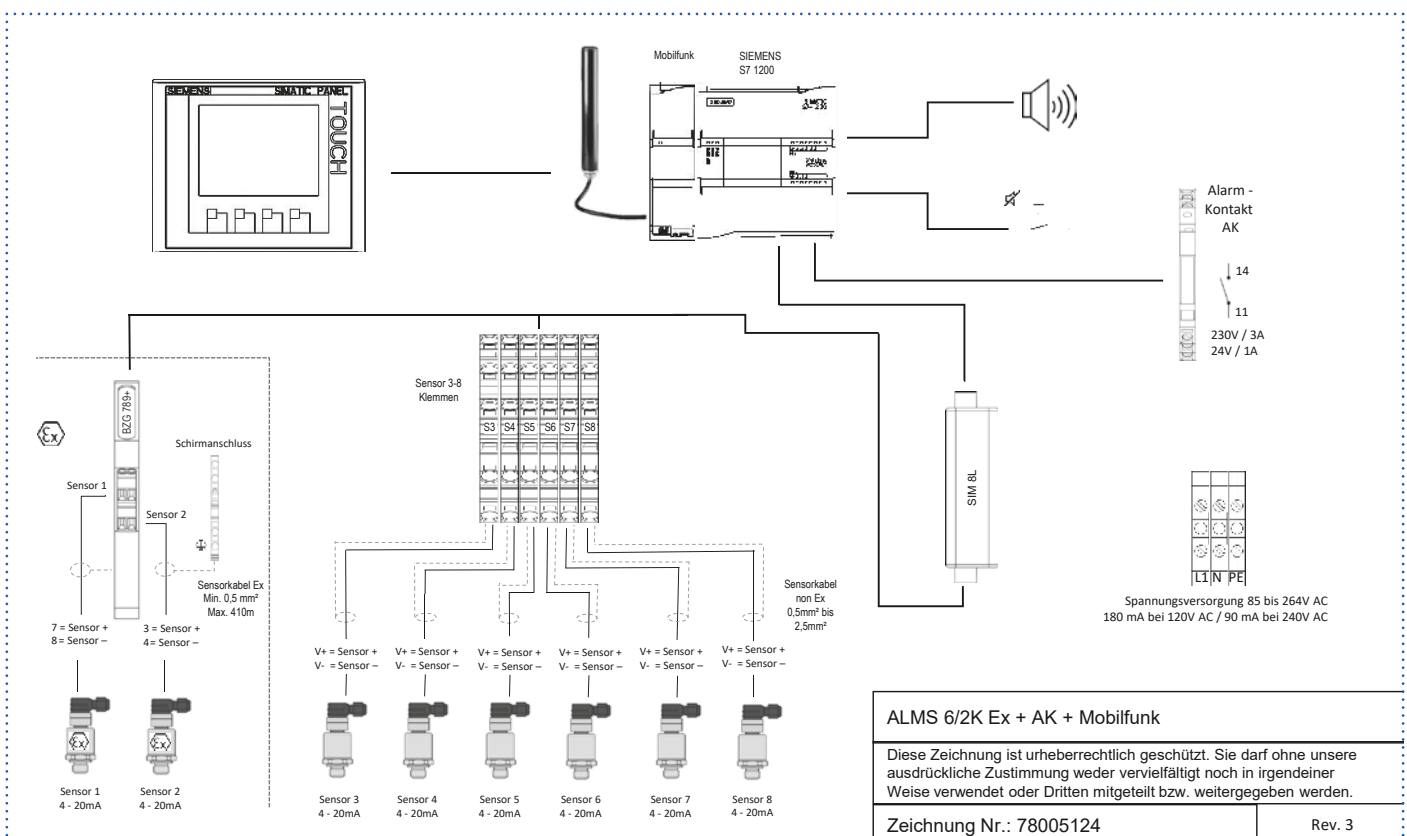 SIEMENS
SIMATIC PANEL
TOUCH
Mobilfunk
SIEMENS
S7 1200
Alarm -
Kontakt
AK
14
11
230V / 3A
24V / 1A
Sensor 3-8
Klemmen
S3
S4
S5
S6
S7
S8
BZG 789+
Ex
Schirmanschluss
Sensor 1
Sensor 2
Sensorkabel Ex
Min. 0,5 mm²
Max. 410m
7 = Sensor +
8 = Sensor –
3 = Sensor +
4= Sensor –
Ex
Ex
Sensor 1
4 - 20mA
Sensor 2
4 - 20mA
V+ = Sensor +
V- = Sensor –
V+ = Sensor +
V- = Sensor –
V+ = Sensor +
V- = Sensor –
V+ = Sensor +
V- = Sensor –
V+ = Sensor +
V- = Sensor –
V+ = Sensor +
V- = Sensor –
Sensorkabel
non Ex
0,5mm² bis
2,5mm²
Sensor 3
4 - 20mA
Sensor 4
4 - 20mA
Sensor 5
4 - 20mA
Sensor 6
4 - 20mA
Sensor 7
4 - 20mA
Sensor 8
4 - 20mA
SIM 8L
L1 N PE
Spannungsversorgung 85 bis 264V AC
180 mA bei 120V AC / 90 mA bei 240V AC
ALMS 6/2K Ex + AK + Mobilfunk
Diese Zeichnung ist urheberrechtlich geschützt. Sie darf ohne unsere
ausdrückliche Zustimmung weder vervielfältigt noch in irgendeiner
Weise verwendet oder Dritten mitgeteilt bzw. weitergegeben werden.
Zeichnung Nr.: 78005124
Rev. 3